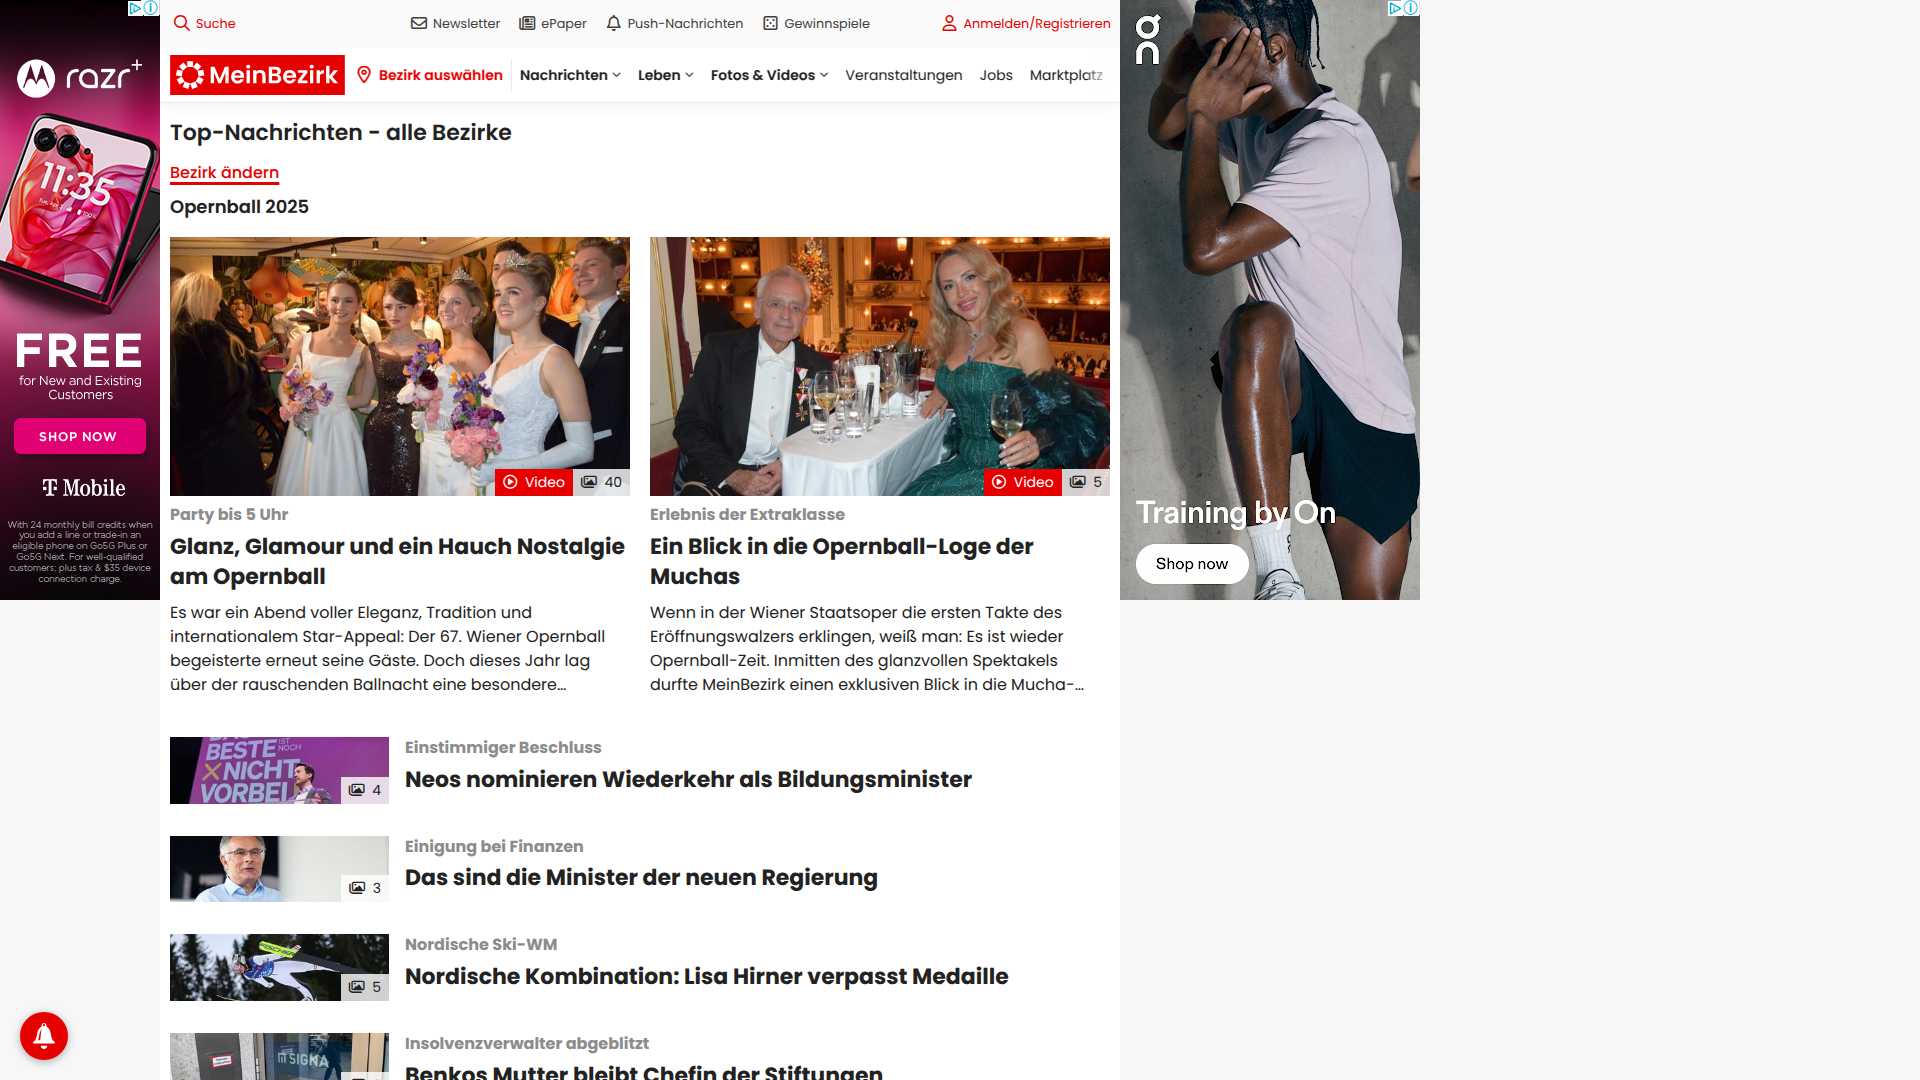 Suche
Newsletter
ePaper
Push-Nachrichten
Gewinnspiele
Anmelden/Registrieren
MeinBezirk
Bezirk auswählen
Nachrichten
Leben
Fotos & Videos
Veranstaltungen
Jobs
Marktplatz
Top-Nachrichten - alle Bezirke
Bezirk ändern
Opernball 2025
Video
40
Party bis 5 Uhr
Glanz, Glamour und ein Hauch Nostalgie
am Opernball
Es war ein Abend voller Eleganz, Tradition und
internationalem Star-Appeal: Der 67. Wiener Opernball
begeisterte erneut seine Gäste. Doch dieses Jahr lag
über der rauschenden Ballnacht eine besondere...
Video
5
Erlebnis der Extraklasse
Ein Blick in die Opernball-Loge der
Muchas
Wenn in der Wiener Staatsoper die ersten Takte des
Eröffnungswalzers erklingen, weiß man: Es ist wieder
Opernball-Zeit. Inmitten des glanzvollen Spektakels
durfte MeinBezirk einen exklusiven Blick in die Mucha-...
BESTE IST NOCH
NICHT
VORBEI
4
Einstimmiger Beschluss
Neos nominieren Wiederkehr als Bildungsminister
3
Einigung bei Finanzen
Das sind die Minister der neuen Regierung
FISCHER
5
Nordische Ski-WM
Nordische Kombination: Lisa Hirner verpasst Medaille
SIGNA
Insolvenzverwalter abgeblitzt
Benkos Mutter bleibt Chefin der Stiftungen
razr+
11:35
FREE
for New and Existing
Customers
SHOP NOW
T Mobile
With 24 monthly bill credits when
you add a line or trade-in an
eligible phone on Go5G Plus or
Go5G Next. For well-qualified
customers; plus tax & $35 device
connection charge.
On
Training by On
Shop now